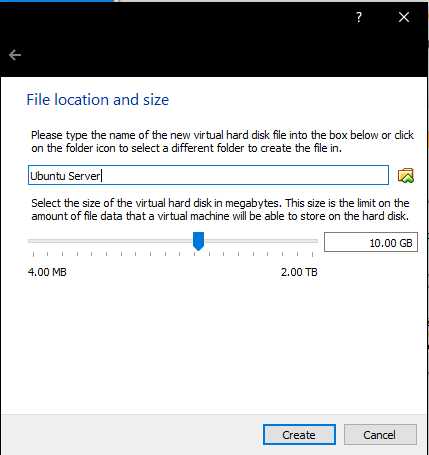 ?
File location and size
Please type the name of the new virtual hard disk file into the box below or click
on the folder icon to select a different folder to create the file in.
Ubuntu Server
Select the size of the virtual hard disk in megabytes. This size is the limit on the
amount of file data that a virtual machine will be able to store on the hard disk.
10.00 GB
4.00 MB 2.00 TB
Create Cancel